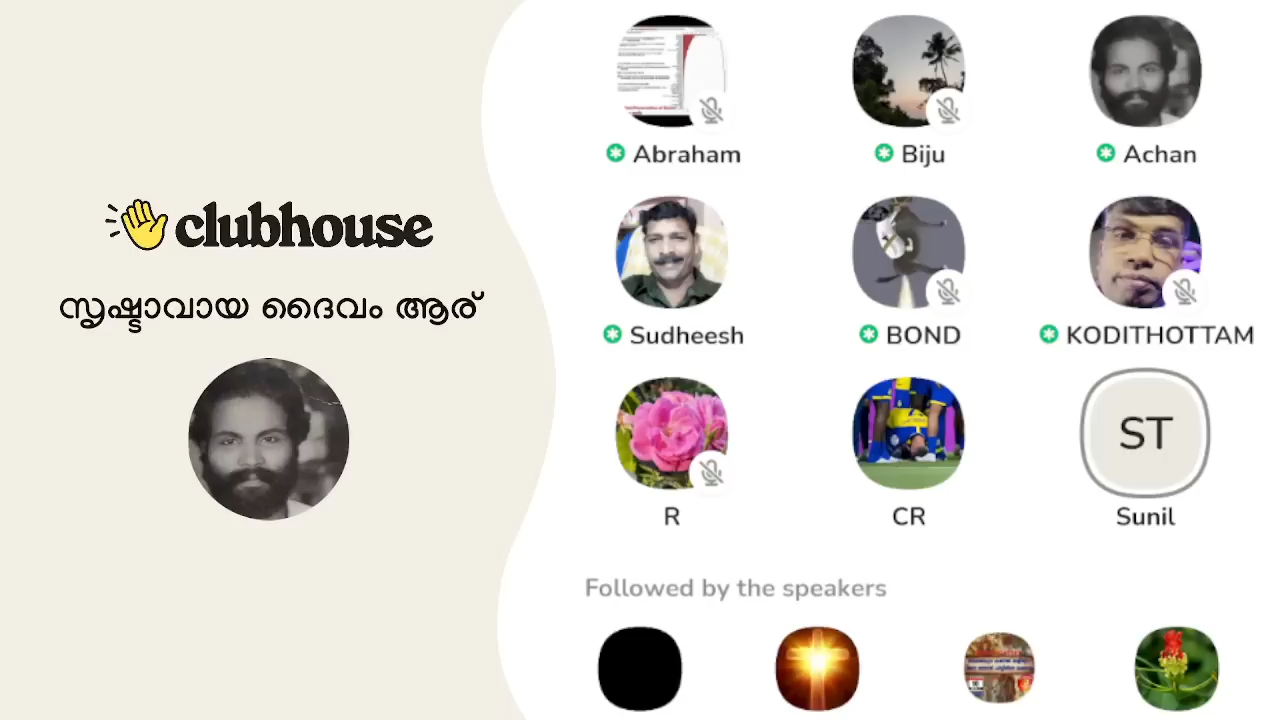 clubhouse
സൃഷ്ടാവായ ദൈവം ആര്
Abraham
Biju
Achan
Sudheesh
BOND
KODITHOTTAM
ST
R
CR
Sunil
Followed by the speakers